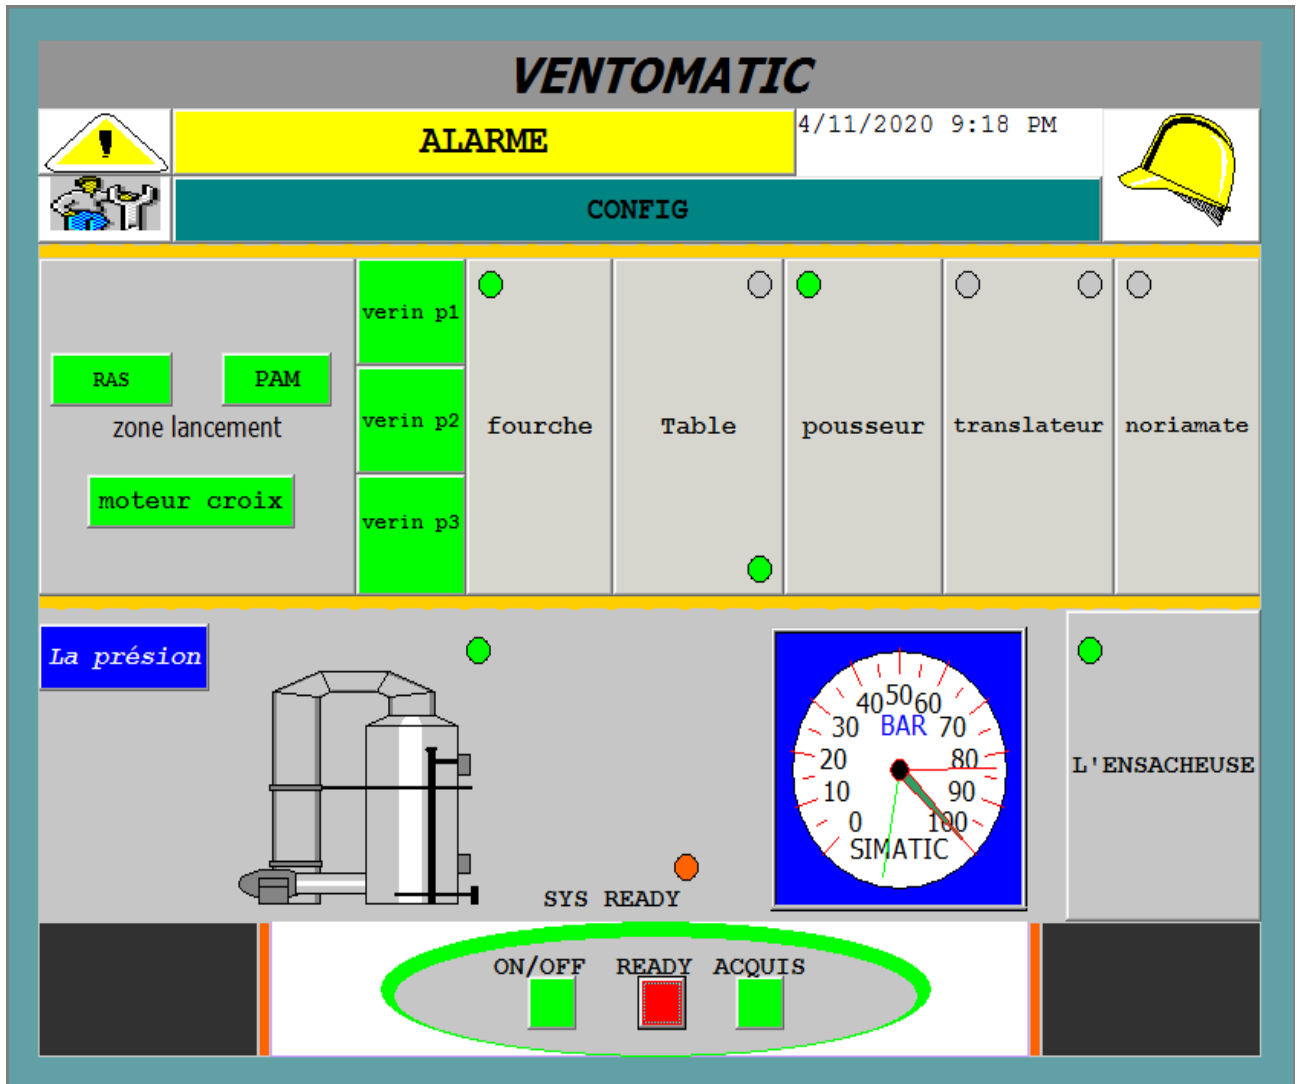 VENTOMATIC
ALARME
4/11/2020 9:18 PM
CONFIG
RAS
PAM
zone lancement
moteur croix
verin p1
verin p2
verin p3
fourche
Table
pousseur
translateur
noriamate
La présion
0
10
20
30
40
50
60
70
80
90
100
BAR
SIMATIC
L'ENSACHEUSE
SYS READY
ON/OFF
READY
ACQUIS